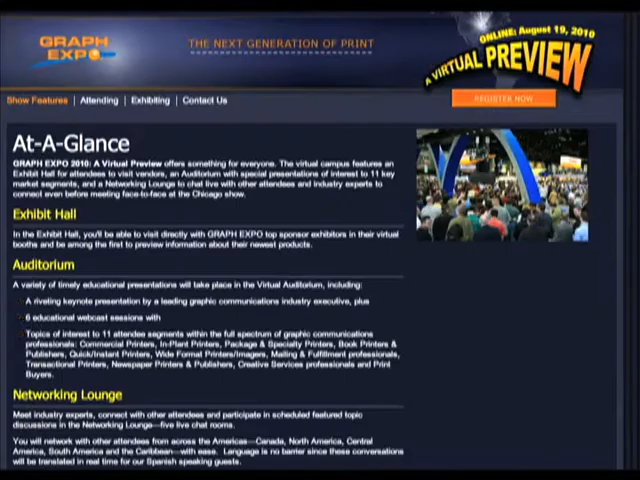 GRAPH
EXPO
THE NEXT GENERATION OF PRINT
ONLINE: August 19, 2010
A VIRTUAL PREVIEW
REGISTER NOW
Show Features | Attending | Exhibiting | Contact Us
At-A-Glance
GRAPH EXPO 2010: A Virtual Preview offers something for everyone. The virtual campus features an
Exhibit Hall for attendees to visit vendors, an Auditorium with special presentations of interest to 11 key
market segments, and a Networking Lounge to chat live with other attendees and industry experts to
connect even before meeting face-to-face at the Chicago show.
Exhibit Hall
In the Exhibit Hall, you'll be able to visit directly with GRAPH EXPO top sponsor exhibitors in their virtual
booths and be among the first to preview information about their newest products.
Auditorium
A variety of timely educational presentations will take place in the Virtual Auditorium, including:
A riveting keynote presentation by a leading graphic communications industry executive, plus
6 educational webcast sessions with
Topics of interest to 11 attendee segments within the full spectrum of graphic communications
professionals: Commercial Printers, In-Plant Printers, Package & Specialty Printers, Book Printers &
Publishers, Quick/Instant Printers, Wide Format Printers/Imagers, Mailing & Fulfillment professionals,
Transactional Printers, Newspaper Printers & Publishers, Creative Services professionals and Print
Buyers.
Networking Lounge
Meet industry experts, connect with other attendees and participate in scheduled featured topic
discussions in the Networking Lounge—five live chat rooms.
You will network with other attendees from across the Americas—Canada, North America, Central
America, South America and the Caribbean—with ease. Language is no barrier since these conversations
will be translated in real time for our Spanish speaking guests.